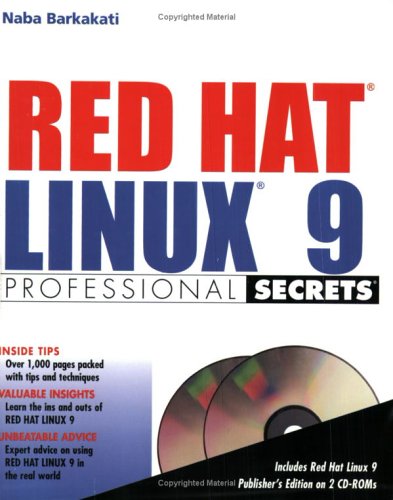 Copyrighted Material
Naba Barkakati
RED HAT®
LINUX® 9
PROFESSIONAL SECRETS®
INSIDE TIPS
Over 1,000 pages packed
with tips and techniques
VALUABLE INSIGHTS
Learn the ins and outs of
RED HAT LINUX 9
UNBEATABLE ADVICE
Expert advice on using
RED HAT LINUX 9 in
the real world
Includes Red Hat Linux 9
Publisher's Edition on 2 CD-ROMs
Copyrighted Material